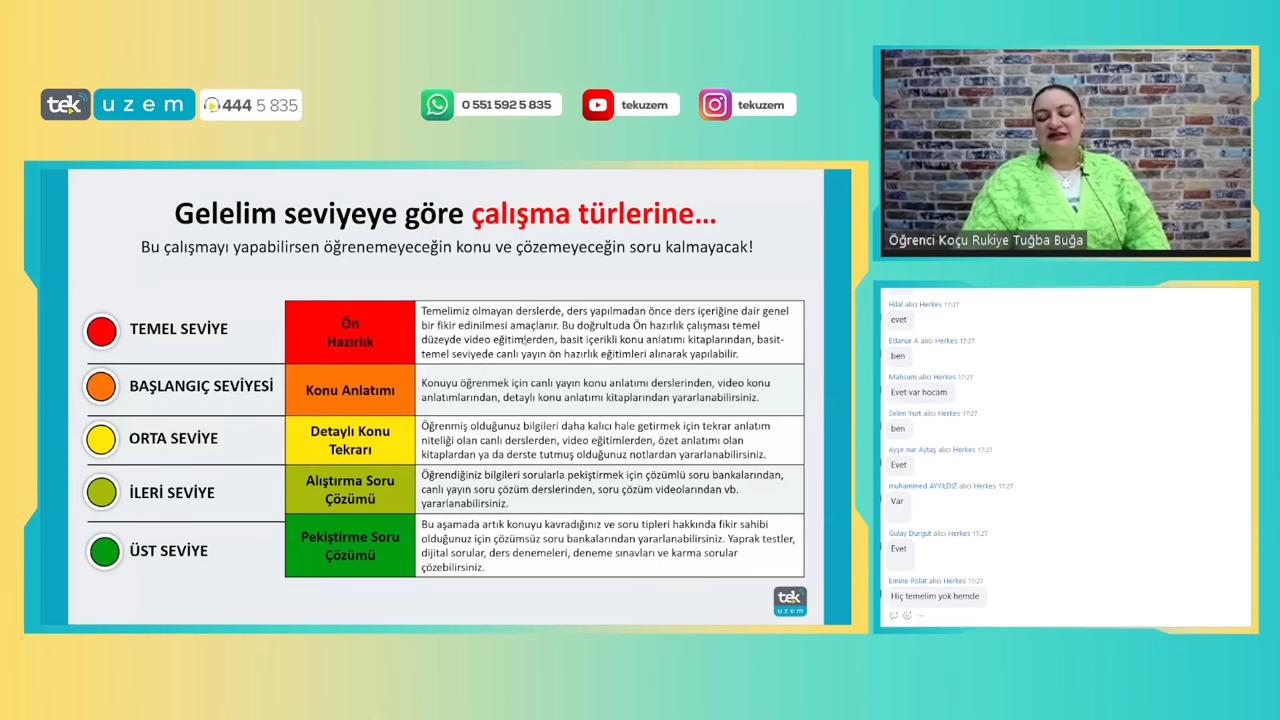 tek uzem
444 5 835
0 551 592 5 835
tekuzem
tekuzem
Gelelim seviyeye göre çalışma türlerine...
Bu çalışmayı yapabilirsen öğrenemeyeceğin konu ve çözemeyeceğin soru kalmayacak!
TEMEL SEVİYE
Ön
Hazırlık
Temelimiz olmayan derslerde, ders yapılmadan önce ders içeriğine dair genel
bir fikir edinilmesi amaçlanır. Bu doğrultuda Ön hazırlık çalışması temel
düzeyde video eğitimlerden, basit içerikli konu anlatımı kitaplarından, basit-
temel seviyede canlı yayın ön hazırlık eğitimleri alınarak yapılabilir.
BAŞLANGIÇ SEVİYESİ
Konu Anlatımı
Konuyu öğrenmek için canlı yayın konu anlatımı derslerinden, video konu
anlatımlarından, detaylı konu anlatımı kitaplarından yararlanabilirsiniz.
ORTA SEVİYE
Detaylı Konu
Tekrarı
Öğrenmiş olduğunuz bilgileri daha kalıcı hale getirmek için tekrar anlatım
niteliği olan canlı derslerden, video eğitimlerden, özet anlatımı olan
kitaplardan ya da derste tutmuş olduğunuz notlardan yararlanabilirsiniz.
İLERİ SEVİYE
Alıştırma Soru
Çözümü
Öğrendiğiniz bilgileri sorularla pekiştirmek için çözümlü soru bankalarından,
canlı yayın soru çözüm derslerinden, soru çözüm videolarından vb.
yararlanabilirsiniz.
ÜST SEVİYE
Pekiştirme Soru
Çözümü
Bu aşamada artık konuyu kavradığınız ve soru tipleri hakkında fikir sahibi
olduğunuz için çözümsüz soru bankalarından yararlanabilirsiniz. Yaprak testler,
dijital sorular, ders denemeleri, deneme sınavları ve karma sorular
çözebilirsiniz.
tek
uzem
Öğrenci Koçu Rukiye Tuğba Buğa
Hilal alıcı Herkes 17:27
evet
Edanur A alıcı Herkes 17:27
ben
Mahsum alıcı Herkes 17:27
Evet var hocam
Selim Yurt alıcı Herkes 17:27
ben
Ayşe nur Aytaş alıcı Herkes 17:27
Evet
muhammed AYYILDIZ alıcı Herkes 17:27
Var
Gulay Durgut alıcı Herkes 17:27
Evet
Emine Polat alıcı Herkes 17:27
Hiç temelim yok hemde